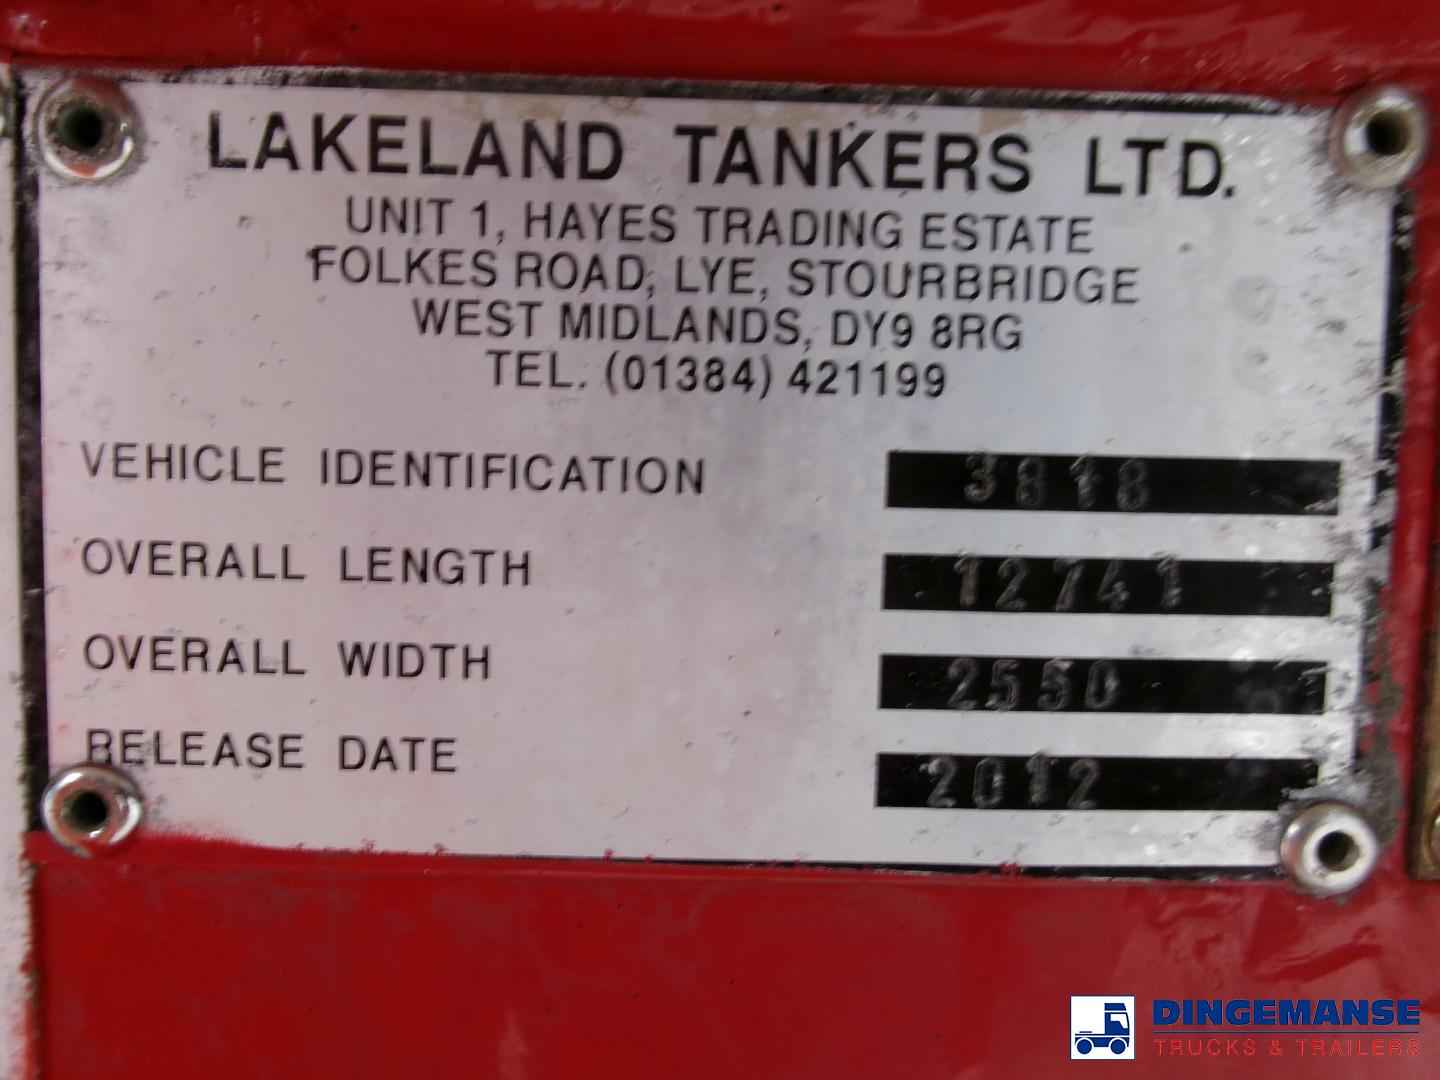 LAKELAND TANKERS LTD.
UNIT 1, HAYES TRADING ESTATE
FOLKES ROAD, LYE, STOURBRIDGE
WEST MIDLANDS, DY9 8RG
TEL. (01384) 421199
VEHICLE IDENTIFICATION 3818
OVERALL LENGTH 12741
OVERALL WIDTH 2550
RELEASE DATE 2012
DINGEMANSE
TRUCKS & TRAILERS